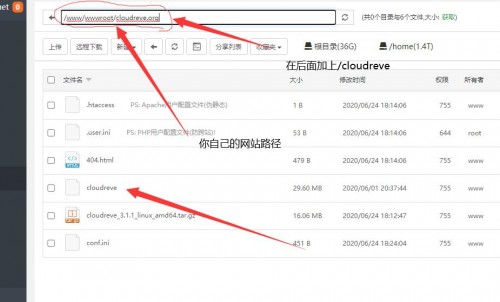 net 0
/www/wwwroot/cloudreve.org
(共0个目录与6个文件,大小: 获取)
上传 远程下载 新建 分享列表 收藏夹 根目录(36G) /home(1.4T)
在后面加上/cloudreve
文件名 大小 修改时间 权限 所有者
.htaccess PS: Apache用户配置文件(伪静态) 1 B 2020/06/24 18:14:06 755 www
.user.ini PS: PHP用户配置文件(防跨站)! 53 B 2020/06/24 18:14:06 644 root
你自己的网站路径
404.html 479 B 2020/06/24 18:14:06 755 www
cloudreve 29.60 MB 2020/06/01 20:37:44 755 www
cloudreve_3.1.1_linux_amd64.tar.gz 16.06 MB 2020/06/24 18:12:47 755 www
conf.ini 451 B 2020/06/24 18:24:04 755 www